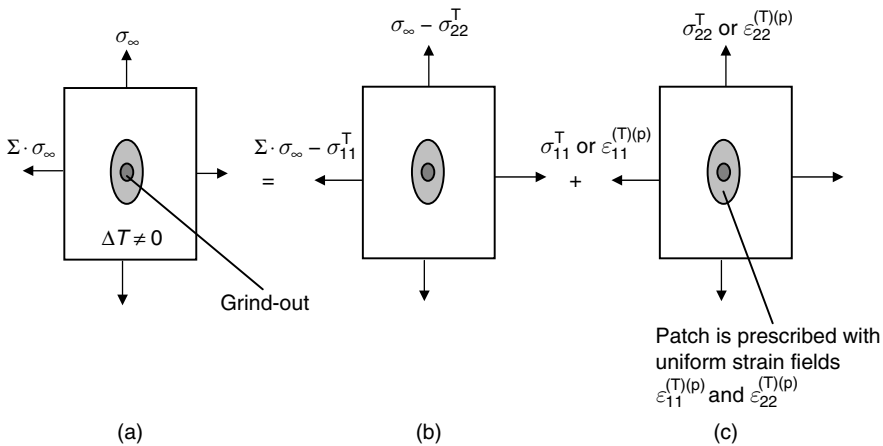 σ∞
σ∞ − σ₂₂ᵀ
σ₂₂ᵀ or ε₂₂⁽ᵀ⁾⁽ᵖ⁾
Σ · σ∞
=
Σ · σ∞ − σ₁₁ᵀ
+
σ₁₁ᵀ or ε₁₁⁽ᵀ⁾⁽ᵖ⁾
ΔT ≠ 0
Grind-out
Patch is prescribed with
uniform strain fields
ε₁₁⁽ᵀ⁾⁽ᵖ⁾ and ε₂₂⁽ᵀ⁾⁽ᵖ⁾
(a)
(b)
(c)